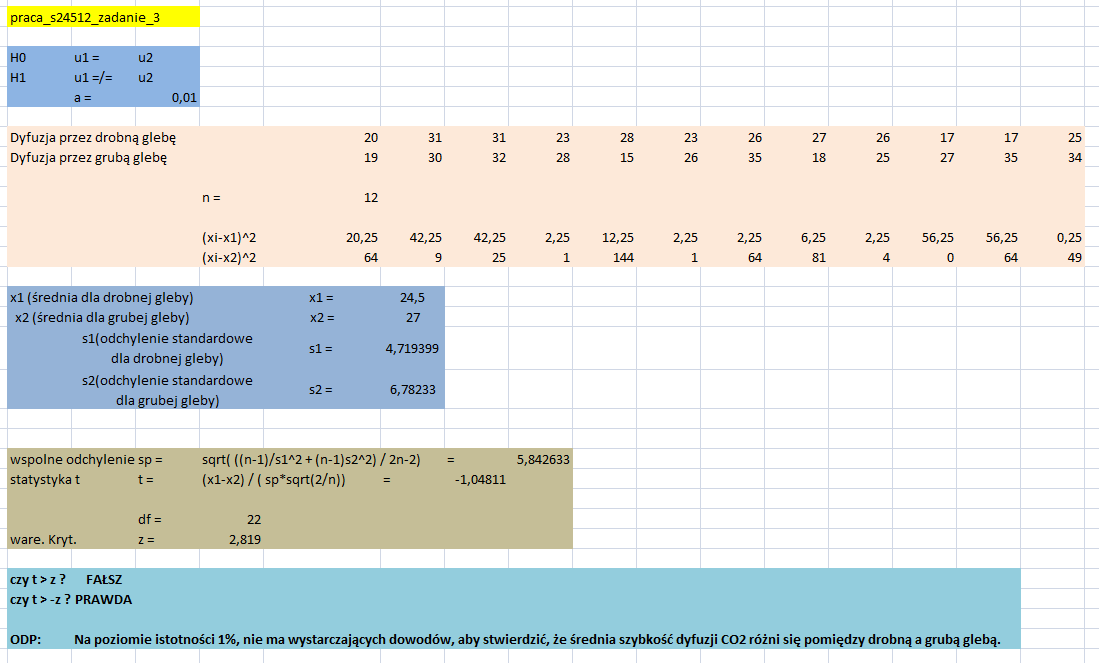 praca_s24512_zadanie_3
H0 u1 = u2
H1 u1 =/= u2
a = 0,01
Dyfuzja przez drobną glebę 20 31 31 23 28 23 26 27 26 17 17 25
Dyfuzja przez grubą glebę 19 30 32 28 15 26 35 18 25 27 35 34
n = 12
(xi-x1)^2 20,25 42,25 42,25 2,25 12,25 2,25 2,25 6,25 2,25 56,25 56,25 0,25
(xi-x2)^2 64 9 25 1 144 1 64 81 4 0 64 49
x1 (średnia dla drobnej gleby) x1 = 24,5
x2 (średnia dla grubej gleby) x2 = 27
s1(odchylenie standardowe
dla drobnej gleby) s1 = 4,719399
s2(odchylenie standardowe
dla grubej gleby) s2 = 6,78233
wspolne odchylenie sp = sqrt( ((n-1)/s1^2 + (n-1)s2^2) / 2n-2) = 5,842633
statystyka t t = (x1-x2) / ( sp*sqrt(2/n)) = -1,04811
df = 22
ware. Kryt. z = 2,819
czy t > z ? FAŁSZ
czy t > -z ? PRAWDA
ODP: Na poziomie istotności 1%, nie ma wystarczających dowodów, aby stwierdzić, że średnia szybkość dyfuzji CO2 różni się pomiędzy drobną a grubą glebą.